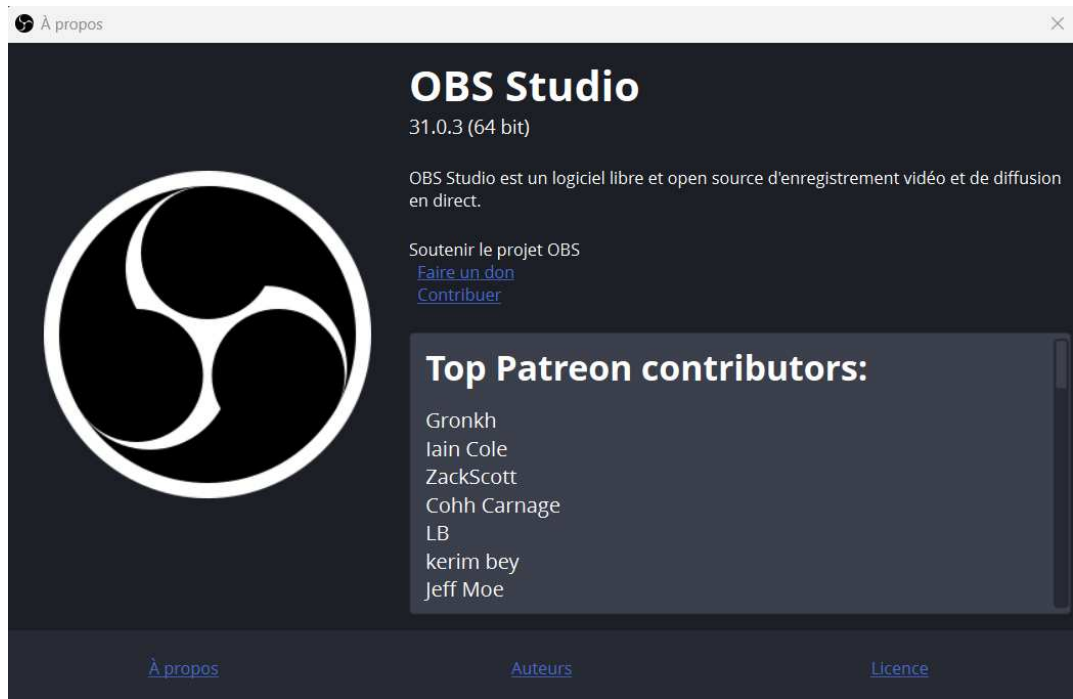 À propos
OBS Studio
31.0.3 (64 bit)
OBS Studio est un logiciel libre et open source d'enregistrement vidéo et de diffusion
en direct.
Soutenir le projet OBS
Faire un don
Contribuer
Top Patreon contributors:
Gronkh
Iain Cole
ZackScott
Cohh Carnage
LB
kerim bey
Jeff Moe
À propos
Auteurs
Licence